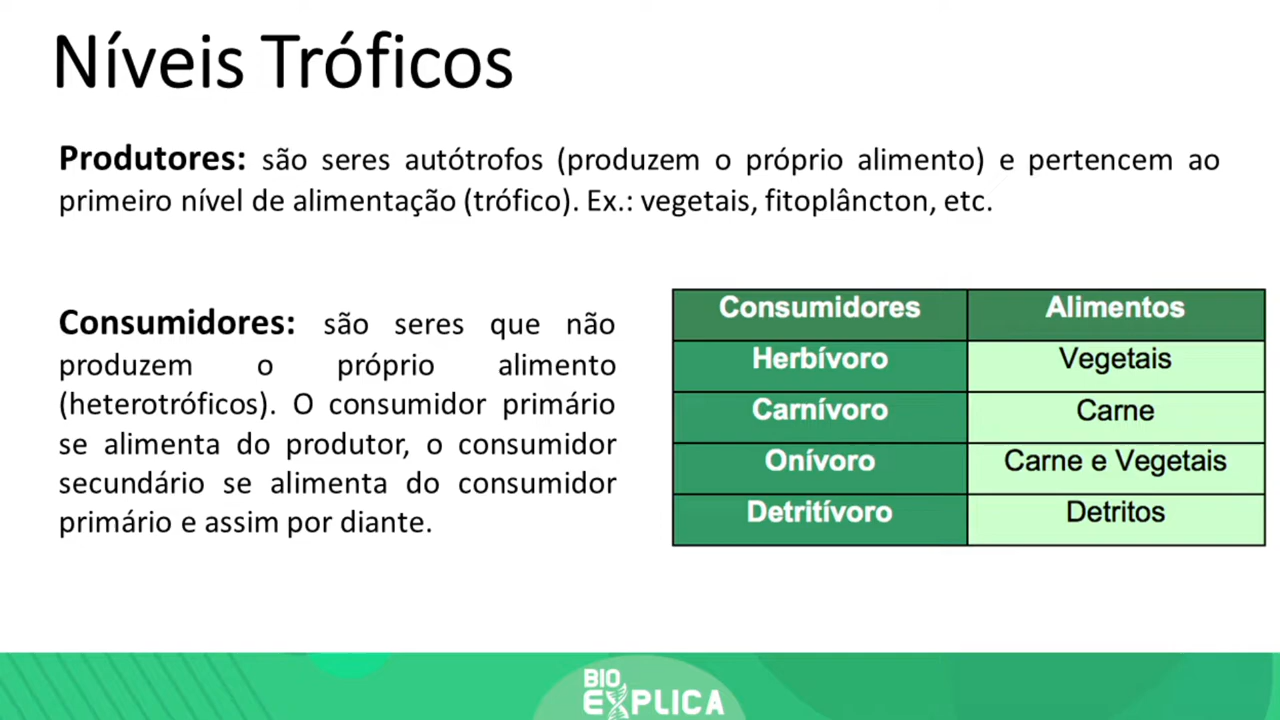 Níveis Tróficos
Produtores: são seres autótrofos (produzem o próprio alimento) e pertencem ao
primeiro nível de alimentação (trófico). Ex.: vegetais, fitoplâncton, etc.
Consumidores: são seres que não
produzem o próprio alimento
(heterotróficos). O consumidor primário
se alimenta do produtor, o consumidor
secundário se alimenta do consumidor
primário e assim por diante.
Consumidores Alimentos
Herbívoro Vegetais
Carnívoro Carne
Onívoro Carne e Vegetais
Detritívoro Detritos
BIO
EXPLICA